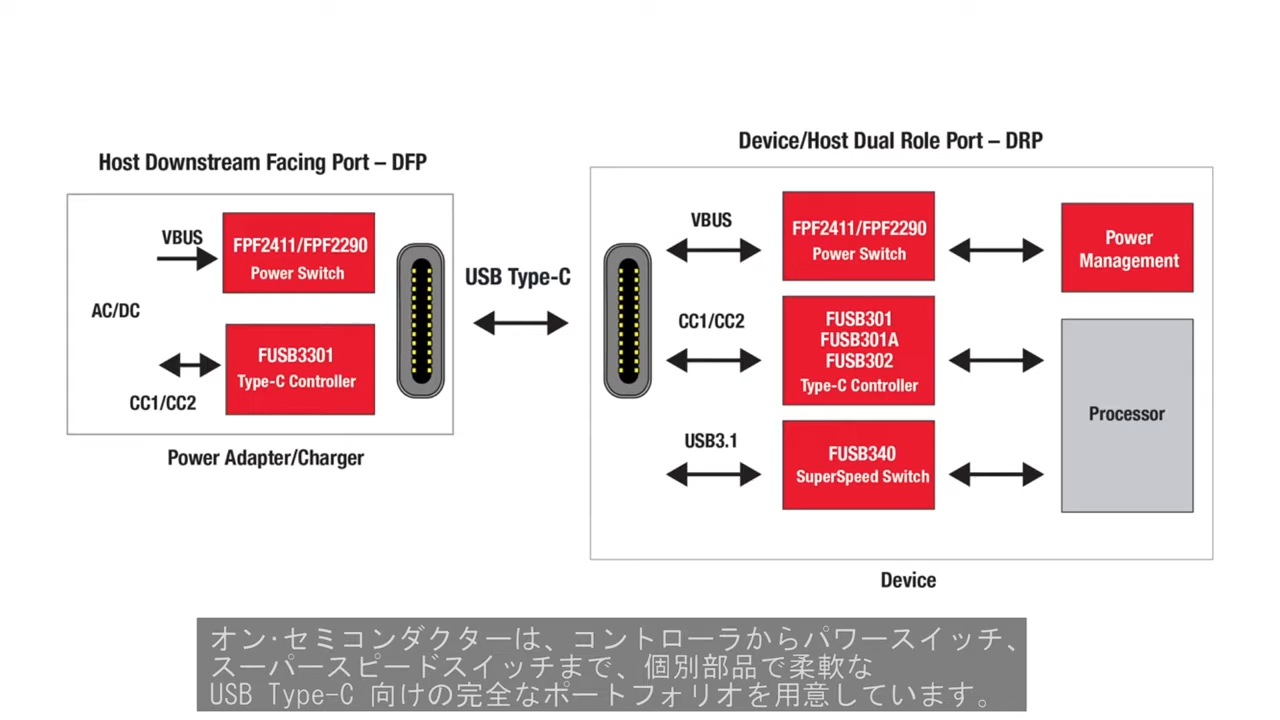 Host Downstream Facing Port – DFP
VBUS
FPF2411/FPF2290
Power Switch
AC/DC
FUSB3301
Type-C Controller
CC1/CC2
Power Adapter/Charger
USB Type-C
Device/Host Dual Role Port – DRP
VBUS
FPF2411/FPF2290
Power Switch
Power
Management
CC1/CC2
FUSB301
FUSB301A
FUSB302
Type-C Controller
Processor
USB3.1
FUSB340
SuperSpeed Switch
Device
オン・セミコンダクターは、コントローラからパワースイッチ、
スーパースピードスイッチまで、個別部品で柔軟な
USB Type-C 向けの完全なポートフォリオを用意しています。